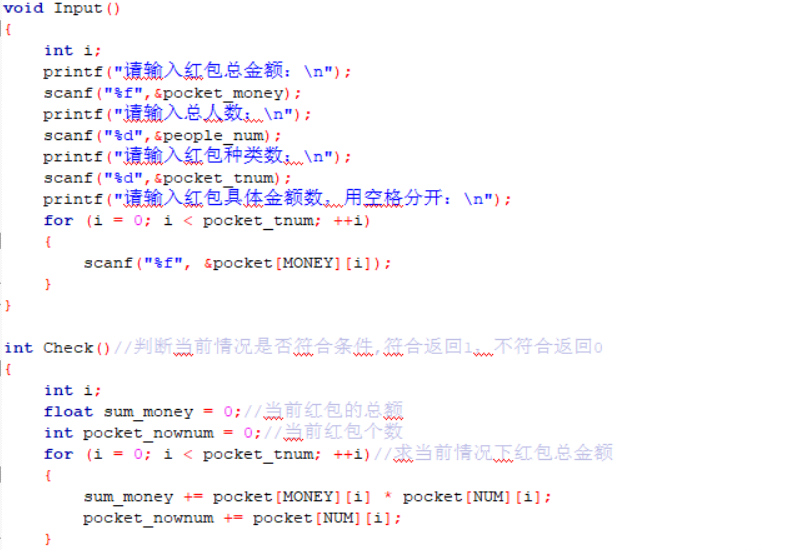 void Input()
{
    int i;
    printf("请输入红包总金额：\n");
    scanf("%f",&pocket_money);
    printf("请输入总人数：\n");
    scanf("%d",&people_num);
    printf("请输入红包种类数：\n");
    scanf("%d",&pocket_tnum);
    printf("请输入红包具体金额数，用空格分开：\n");
    for (i = 0; i < pocket_tnum; ++i)
    {
        scanf("%f", &pocket[MONEY][i]);
    }
}
int Check()//判断当前情况是否符合条件,符合返回1，不符合返回0
{
    int i;
    float sum_money = 0;//当前红包的总额
    int pocket_nownum = 0;//当前红包个数
    for (i = 0; i < pocket_tnum; ++i)//求当前情况下红包总金额
    {
        sum_money += pocket[MONEY][i] * pocket[NUM][i];
        pocket_nownum += pocket[NUM][i];
    }